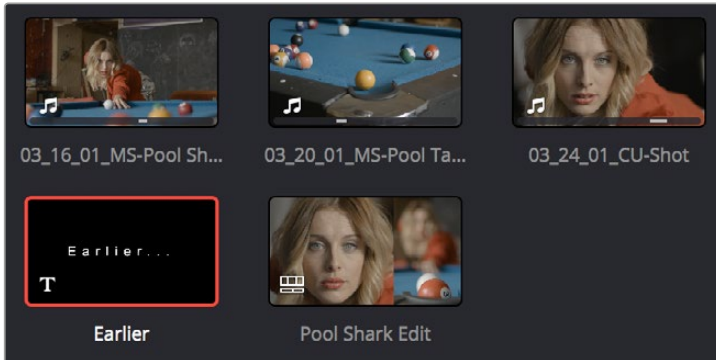 03_16_01_MS-Pool Sh...
03_20_01_MS-Pool Ta...
03_24_01_CU-Shot
Earlier...
T
Earlier
Pool Shark Edit